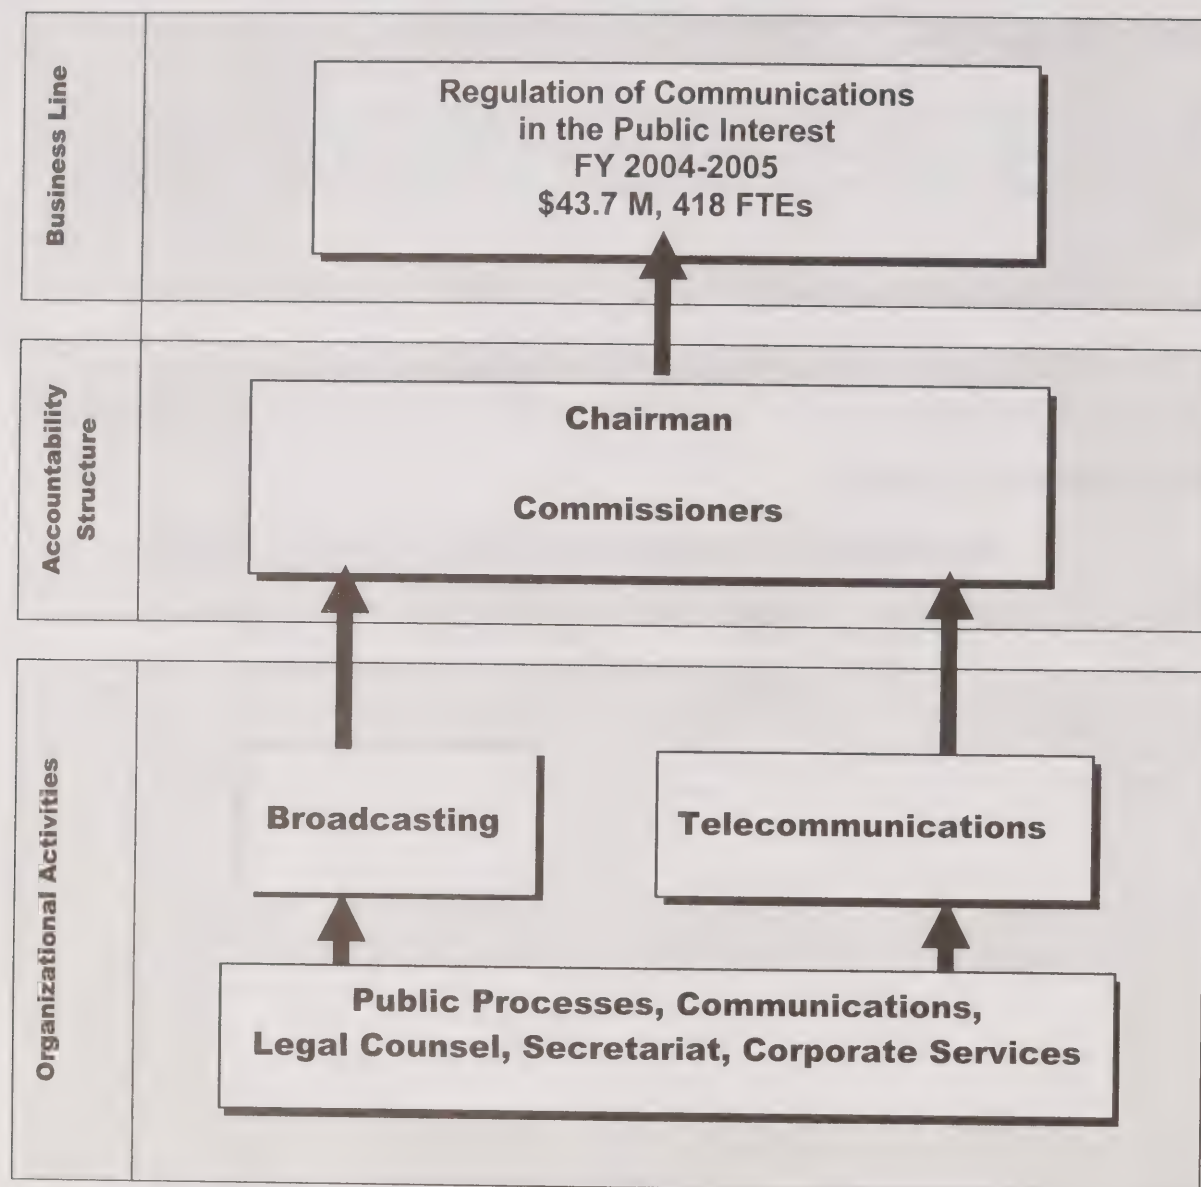 Business Line
Regulation of Communications
in the Public Interest
FY 2004-2005
$43.7 M, 418 FTEs
Accountability
Structure
Chairman
Commissioners
Organizational Activities
Broadcasting
Telecommunications
Public Processes, Communications,
Legal Counsel, Secretariat, Corporate Services